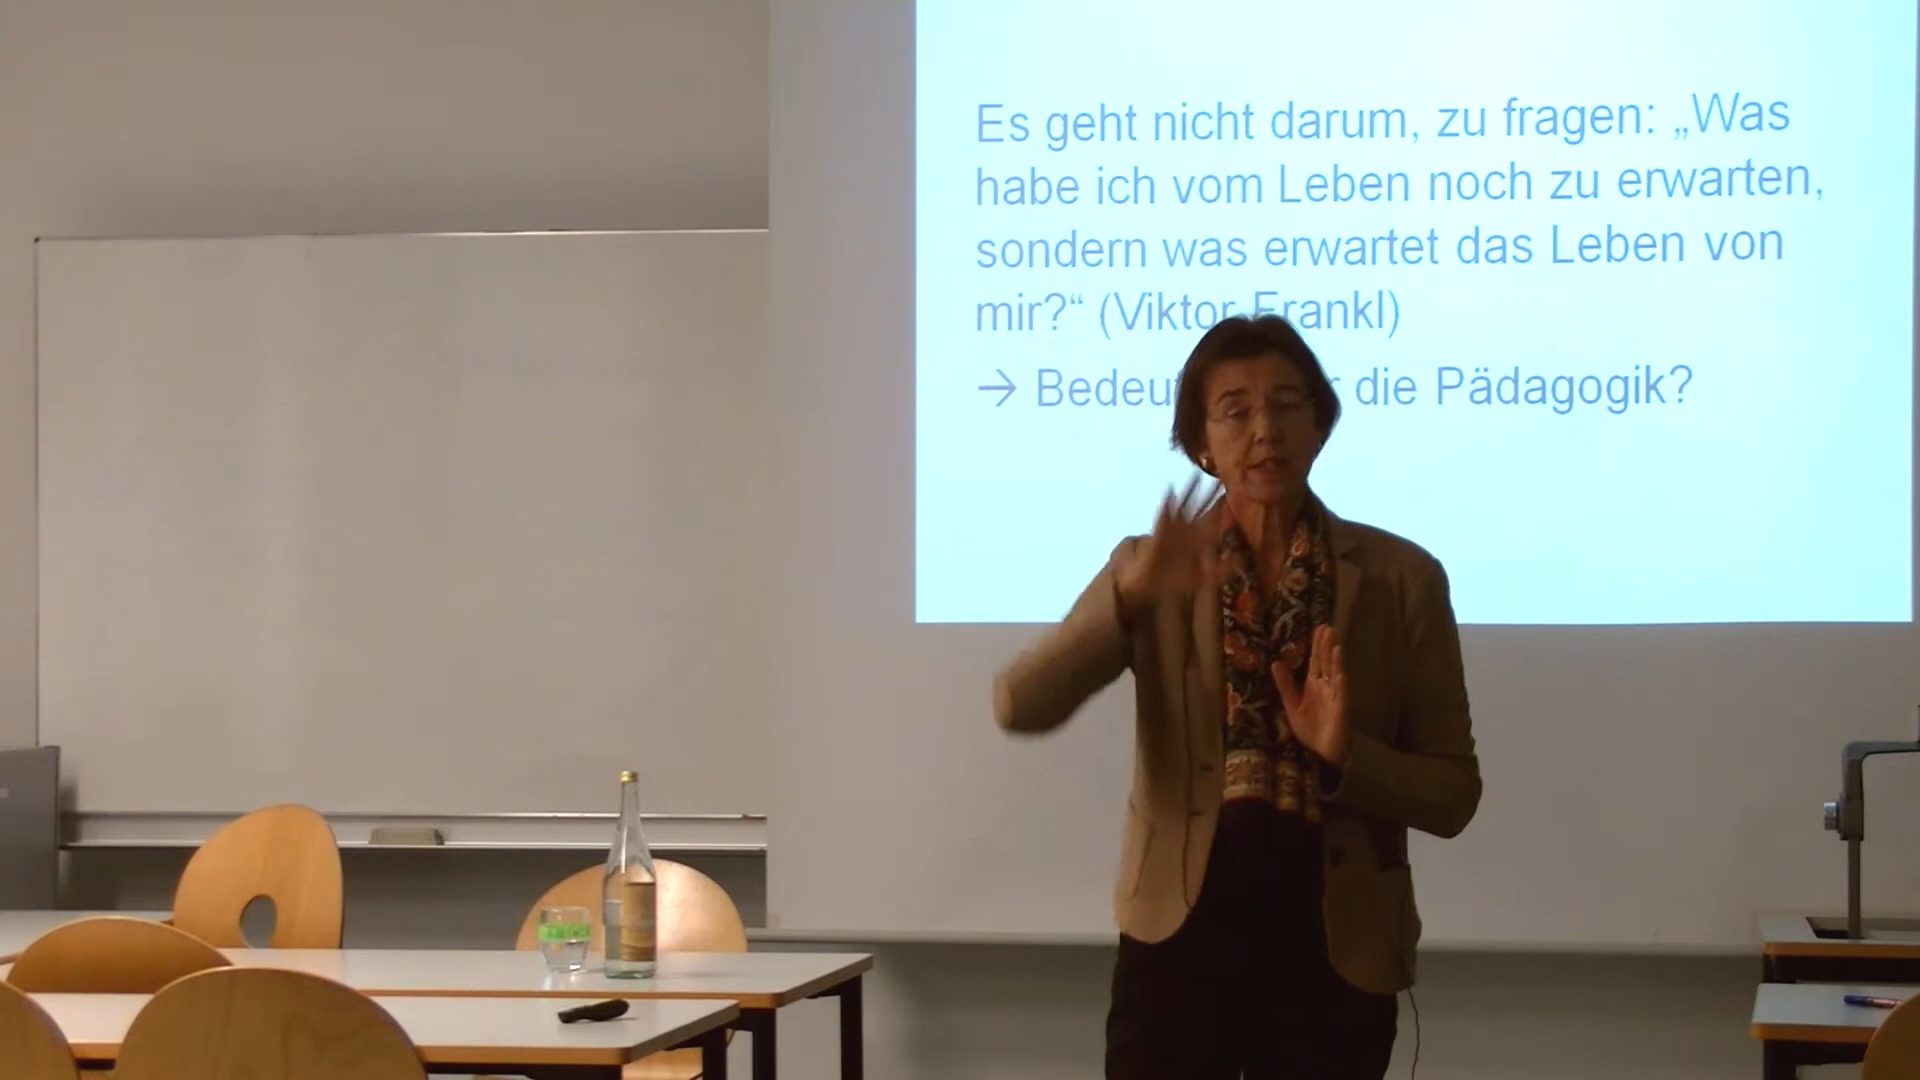 Es geht nicht darum, zu fragen: „Was
habe ich vom Leben noch zu erwarten,
sondern was erwartet das Leben von
mir?“ (Viktor Frankl)
→ Bedeu die Pädagogik?